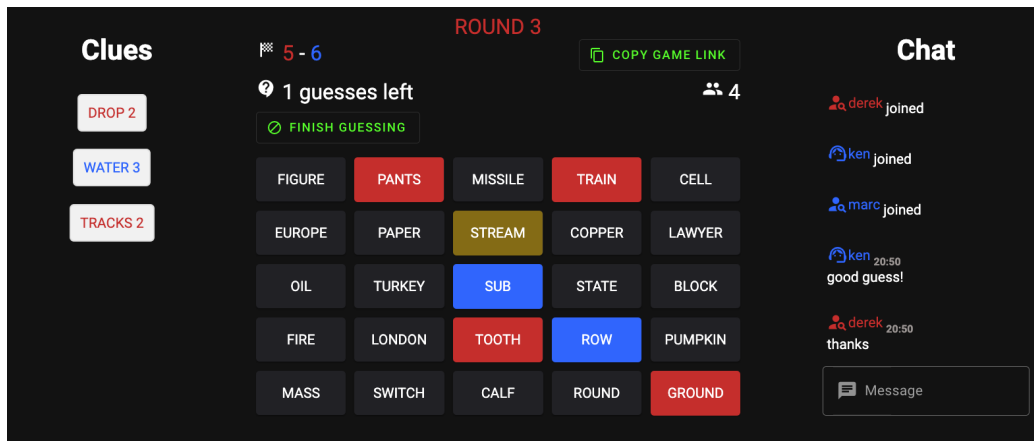 ROUND 3
Clues
DROP 2
WATER 3
TRACKS 2
5 - 6
COPY GAME LINK
1 guesses left
4
FINISH GUESSING
FIGURE PANTS MISSILE TRAIN CELL
EUROPE PAPER STREAM COPPER LAWYER
OIL TURKEY SUB STATE BLOCK
FIRE LONDON TOOTH ROW PUMPKIN
MASS SWITCH CALF ROUND GROUND
Chat
derek joined
ken joined
marc joined
ken 20:50
good guess!
derek 20:50
thanks
Message